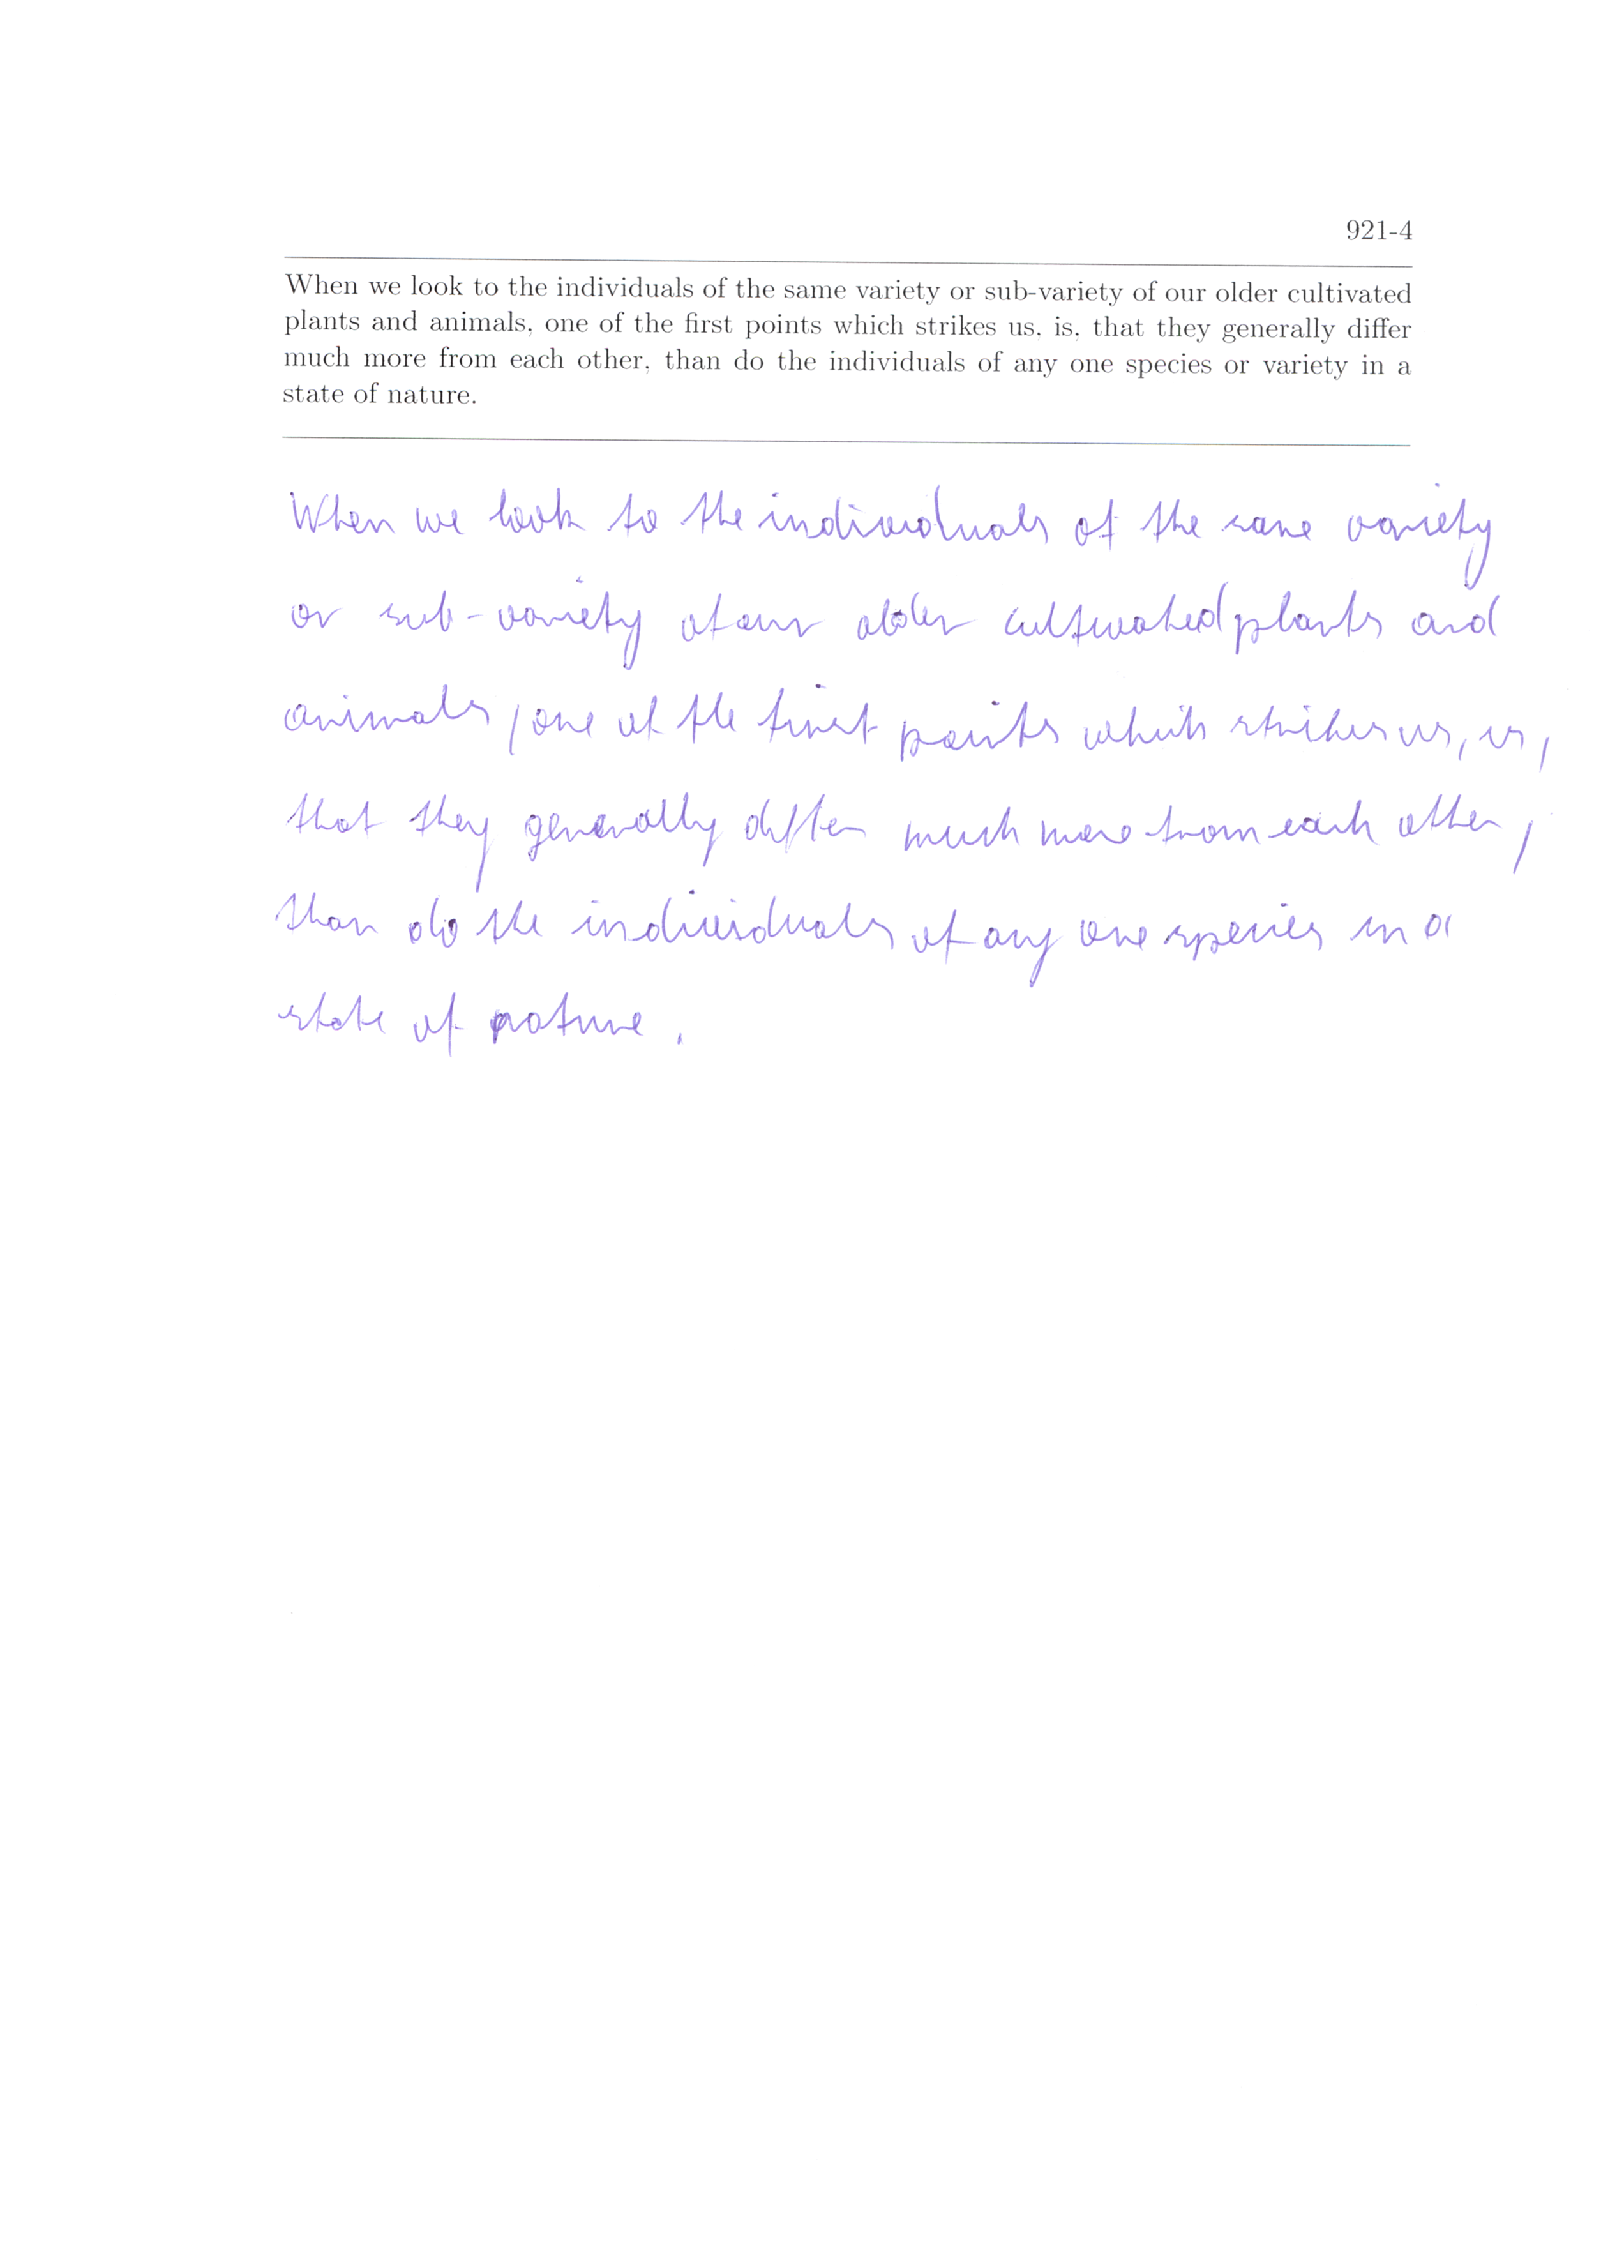 921-4
When we look to the individuals of the same variety or sub-variety of our older cultivated
plants and animals, one of the first points which strikes us, is, that they generally differ
much more from each other, than do the individuals of any one species or variety in a
state of nature.
When we look to the individuals of the same variety
or sub-variety of our older cultivated plants and
animals, one of the first points which strikes us, is,
that they generally differ much more from each other,
than do the individuals of any one species in a
state of nature.